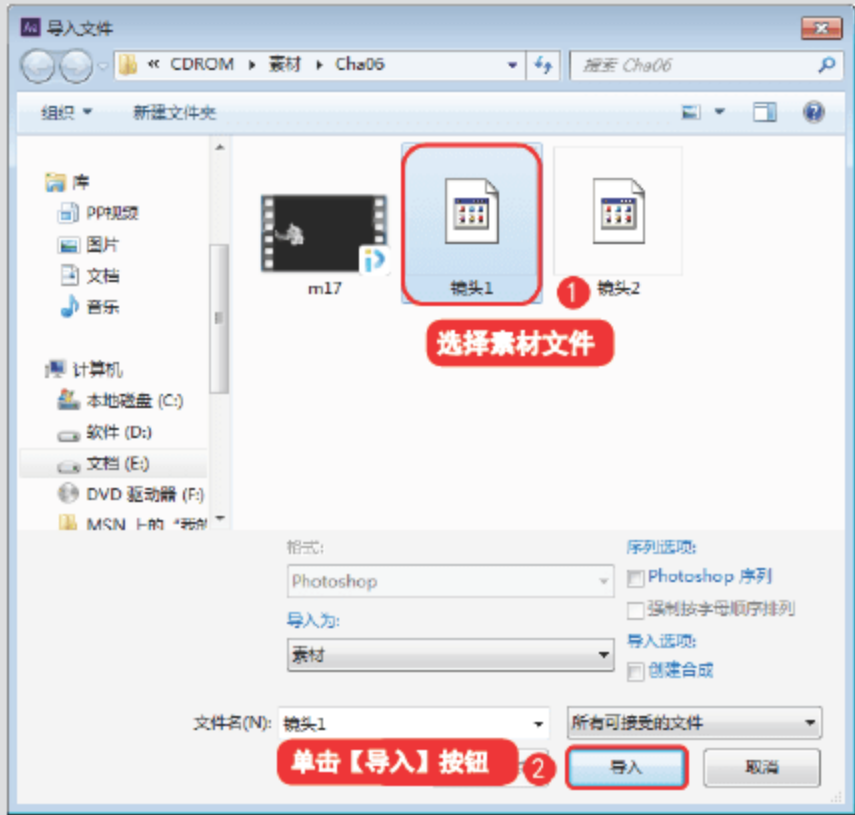 导入文件
« CDROM ▸ 素材 ▸ Cha06
搜索 Cha06
组织
新建文件夹
库
PP视频
图片
文档
音乐
计算机
本地磁盘 (C:)
软件 (D:)
文档 (E:)
DVD 驱动器 (F:)
MSN 上的 “我的
m17
镜头1
镜头2
1
选择素材文件
格式:
Photoshop
导入为:
素材
序列选项:
Photoshop 序列
强制按字母顺序排列
导入选项:
创建合成
文件名(N):
镜头1
所有可接受的文件
单击【导入】按钮
2
导入
取消